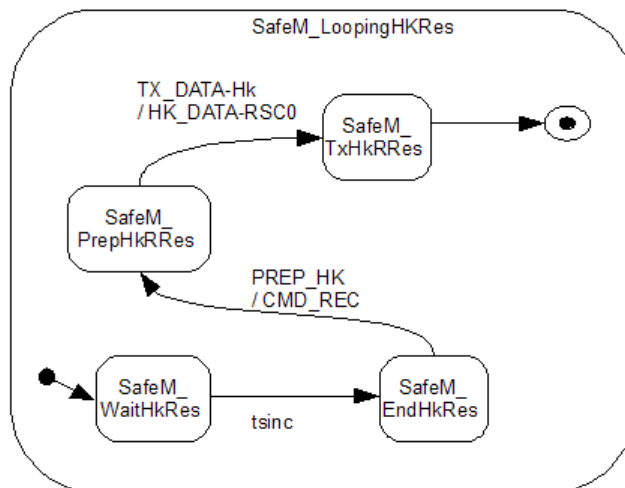 SafeM_LoopingHKRes
TX_DATA-Hk
/ HK_DATA-RSC0
SafeM_
TxHkRRes
SafeM_
PrepHkRRes
PREP_HK
/ CMD_REC
SafeM_
WaitHkRes
tsinc
SafeM_
EndHkRes